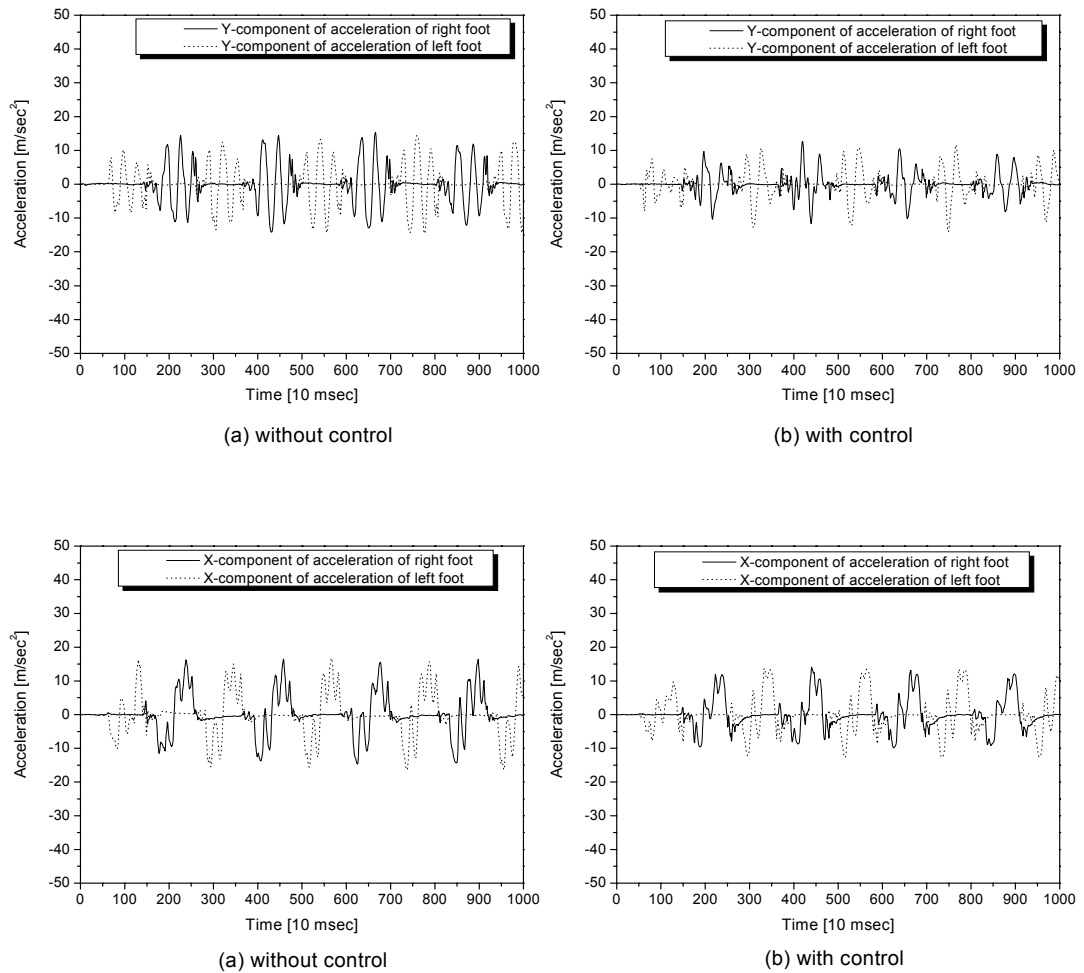 Y-component of acceleration of right foot
Y-component of acceleration of left foot
Acceleration [m/sec²]
50
40
30
20
10
0
-10
-20
-30
-40
-50
0 100 200 300 400 500 600 700 800 900 1000
Time [10 msec]
(a) without control
Y-component of acceleration of right foot
Y-component of acceleration of left foot
Acceleration [m/sec²]
50
40
30
20
10
0
-10
-20
-30
-40
-50
0 100 200 300 400 500 600 700 800 900 1000
Time [10 msec]
(b) with control
X-component of acceleration of right foot
X-component of acceleration of left foot
Acceleration [m/sec²]
50
40
30
20
10
0
-10
-20
-30
-40
-50
0 100 200 300 400 500 600 700 800 900 1000
Time [10 msec]
(a) without control
X-component of acceleration of right foot
X-component of acceleration of left foot
Acceleration [m/sec²]
50
40
30
20
10
0
-10
-20
-30
-40
-50
0 100 200 300 400 500 600 700 800 900 1000
Time [10 msec]
(b) with control